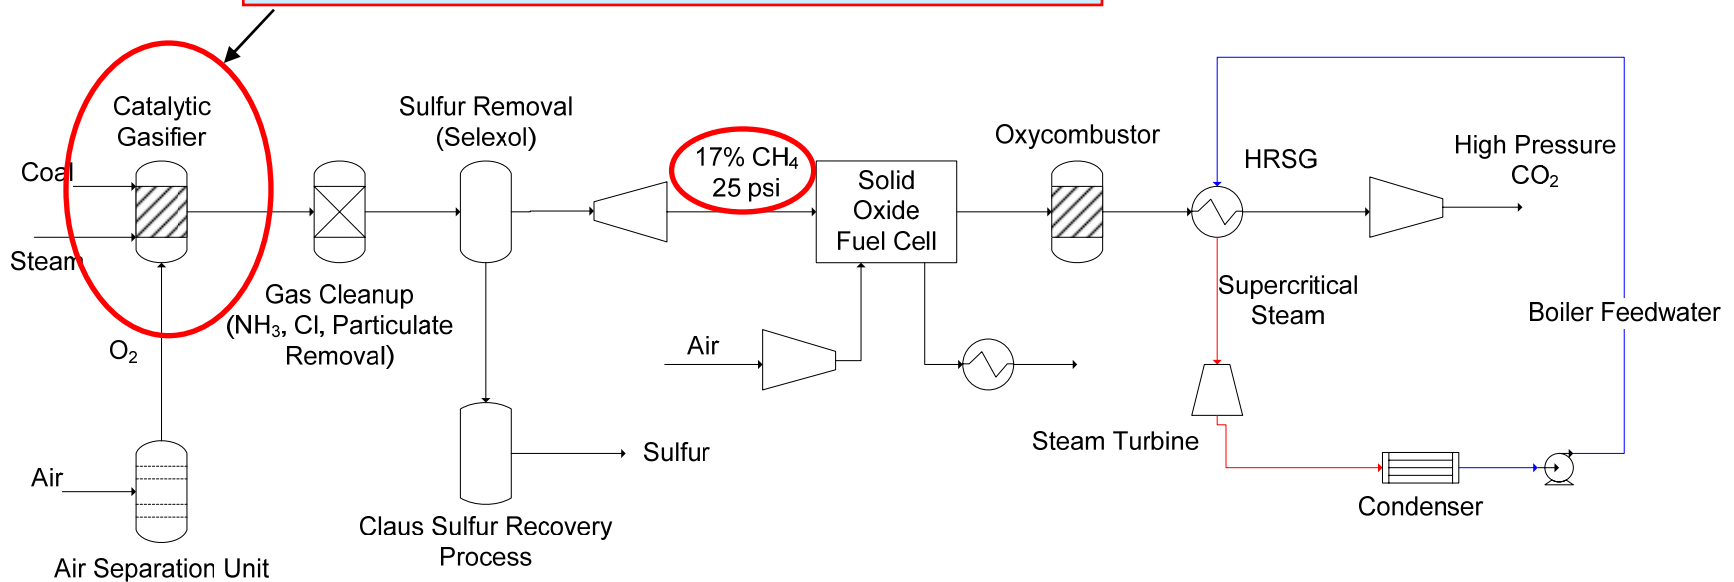 Catalytic
Gasifier
Coal
Steam
O₂
Air
Air Separation Unit
Gas Cleanup
(NH₃, Cl, Particulate
Removal)
Sulfur Removal
(Selexol)
Sulfur
Claus Sulfur Recovery
Process
17% CH₄
25 psi
Solid
Oxide
Fuel Cell
Air
Oxycombustor
HRSG
High Pressure
CO₂
Supercritical
Steam
Boiler Feedwater
Steam Turbine
Condenser